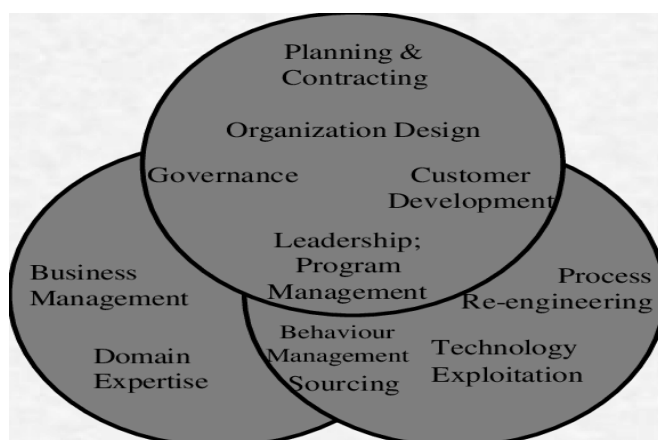 Planning &
Contracting
Organization Design
Governance
Customer
Development
Leadership;
Program
Management
Business
Management
Process
Re-engineering
Behaviour
Management
Sourcing
Domain
Expertise
Technology
Exploitation